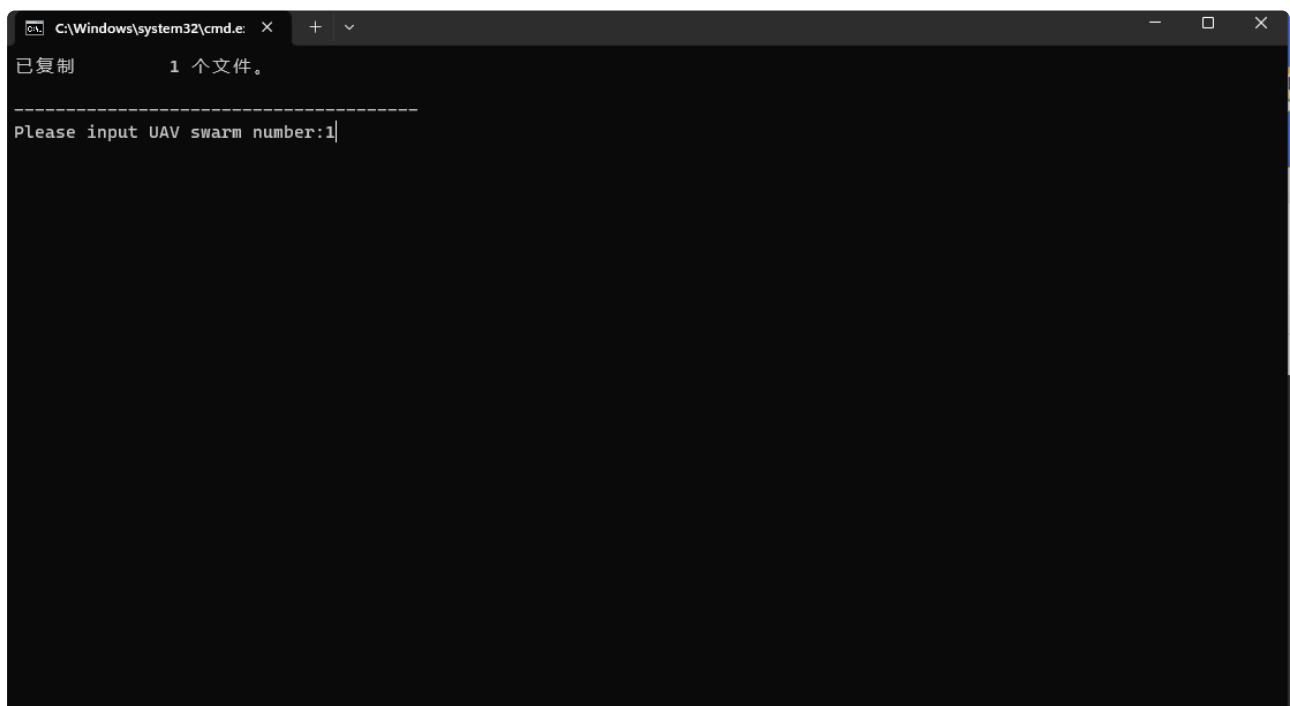 C:\Windows\system32\cmd.e:
已复制         1 个文件。
---------------------------------------
Please input UAV swarm number:1